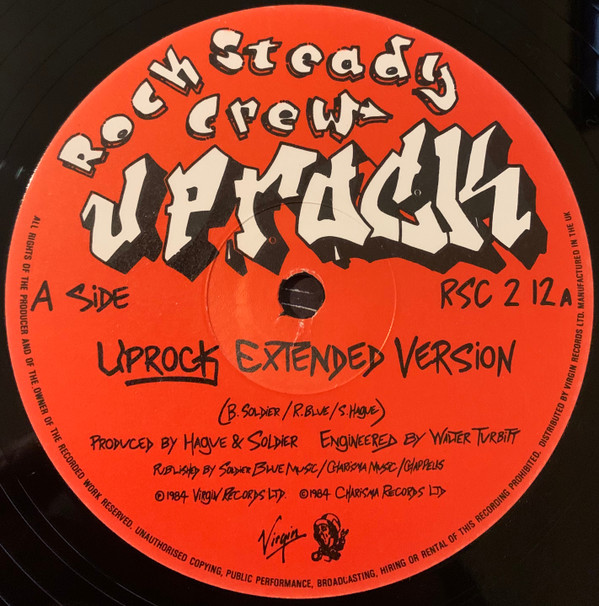 Rock Steady
Crew
UPROCK
A SiDE
RSC 2 12A
UPROCK EXTENDED VERSION
(B. SOLDIER / R. BLUE / S. HAGUE)
PRODUCED BY HAGUE & SOLDIER ENGINEERED BY WALTER TURBITT
PUBLISHED BY SOLDIER BLUE MUSIC / CHARISMA MUSIC / CHAPPELLS
℗ 1984 VIRGIN RECORDS LTD. © 1984 CHARISMA RECORDS LTD
Virgin
ALL RIGHTS OF THE PRODUCER AND OF THE OWNER OF THE RECORDED WORK RESERVED. UNAUTHORISED COPYING, PUBLIC PERFORMANCE, BROADCASTING, HIRING OR RENTAL OF THIS RECORDING PROHIBITED. DISTRIBUTED BY VIRGIN RECORDS LTD. MANUFACTURED IN THE UK